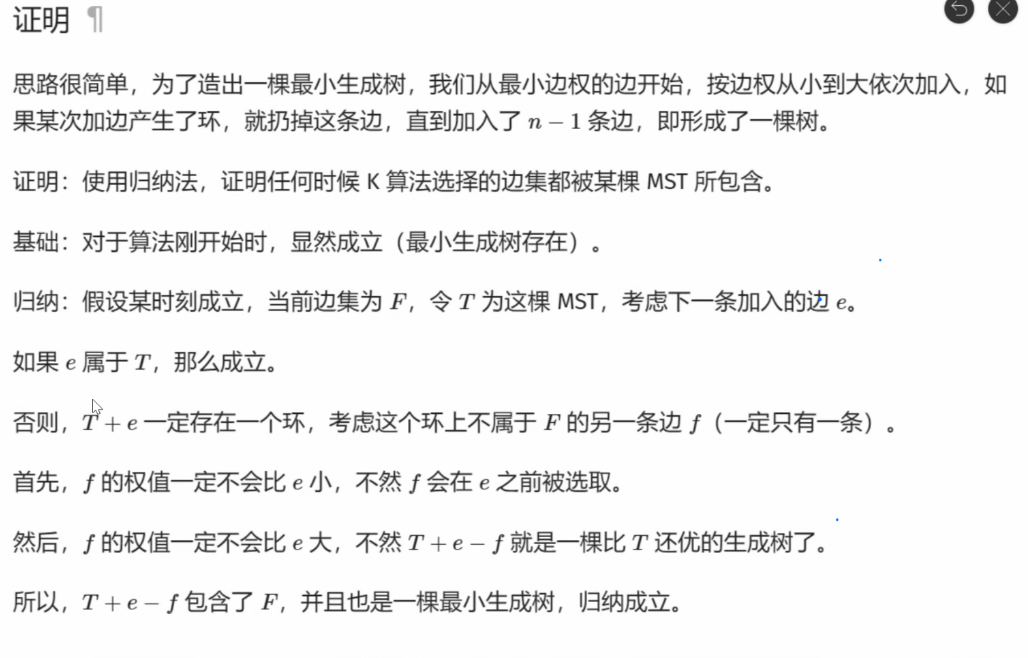 证明 ¶
思路很简单，为了造出一棵最小生成树，我们从最小边权的边开始，按边权从小到大依次加入，如
果某次加边产生了环，就扔掉这条边，直到加入了 n − 1 条边，即形成了一棵树。
证明：使用归纳法，证明任何时候 K 算法选择的边集都被某棵 MST 所包含。
基础：对于算法刚开始时，显然成立（最小生成树存在）。
归纳：假设某时刻成立，当前边集为 F，令 T 为这棵 MST，考虑下一条加入的边 e。
如果 e 属于 T，那么成立。
否则，T + e 一定存在一个环，考虑这个环上不属于 F 的另一条边 f（一定只有一条）。
首先，f 的权值一定不会比 e 小，不然 f 会在 e 之前被选取。
然后，f 的权值一定不会比 e 大，不然 T + e − f 就是一棵比 T 还优的生成树了。
所以，T + e − f 包含了 F，并且也是一棵最小生成树，归纳成立。